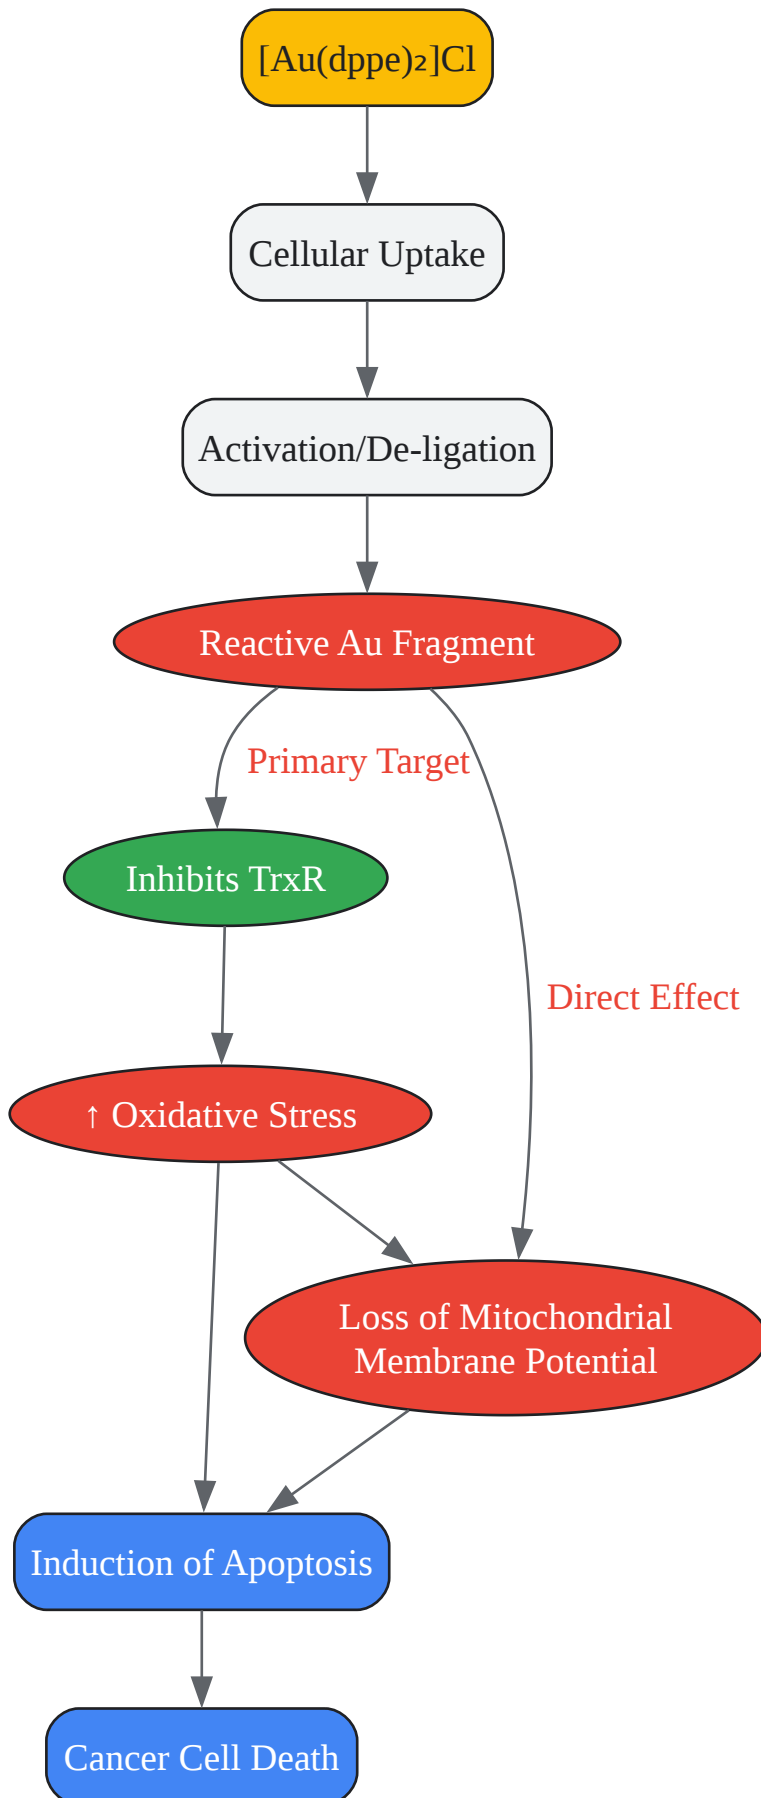 [Au(dppe)₂]Cl
Cellular Uptake
Activation/De-ligation
Reactive Au Fragment
Primary Target
Inhibits TrxR
Direct Effect
↑ Oxidative Stress
Loss of Mitochondrial
Membrane Potential
Induction of Apoptosis
Cancer Cell Death